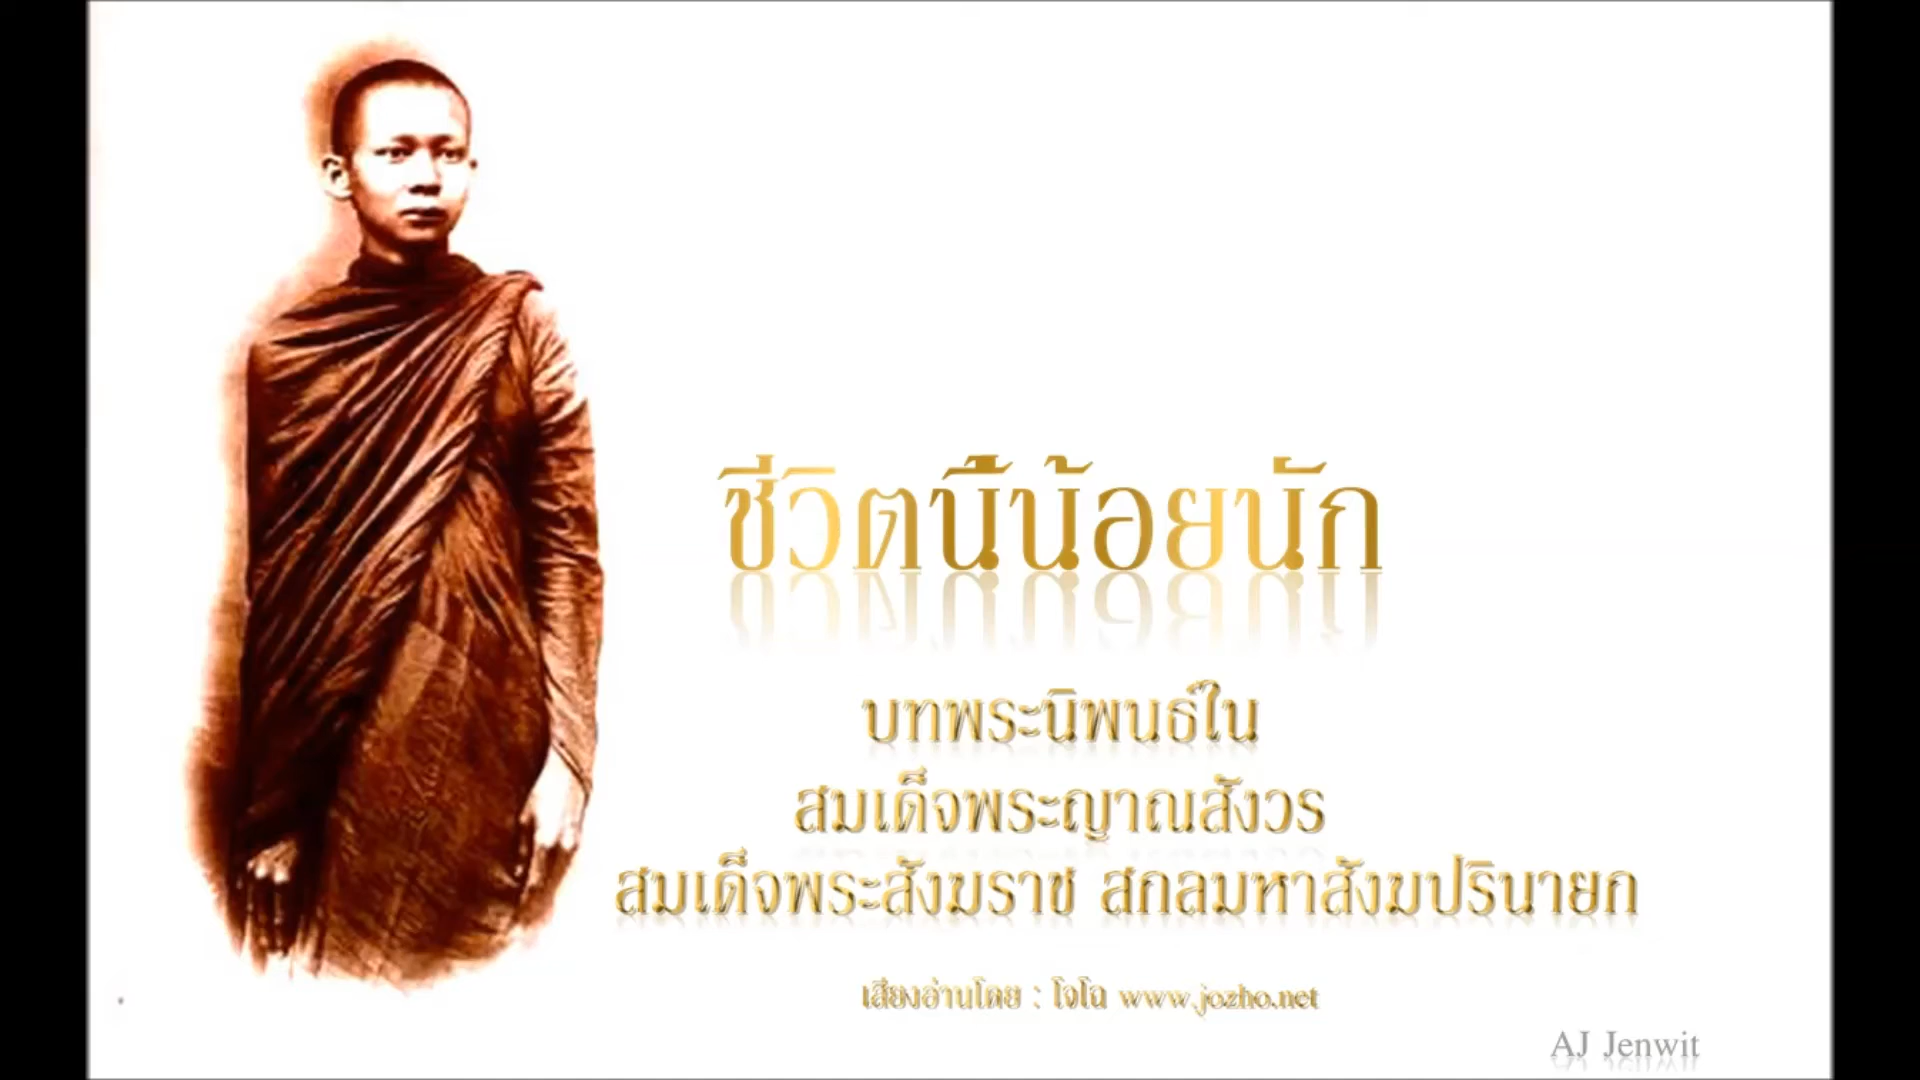 ชีวิตนี้น้อยนัก
บทพระนิพนธ์ใน
สมเด็จพระญาณสังวร
สมเด็จพระสังฆราช สกลมหาสังฆปรินายก
เสียงอ่านโดย : โจโฉ www.jozho.net
AJ Jenwit